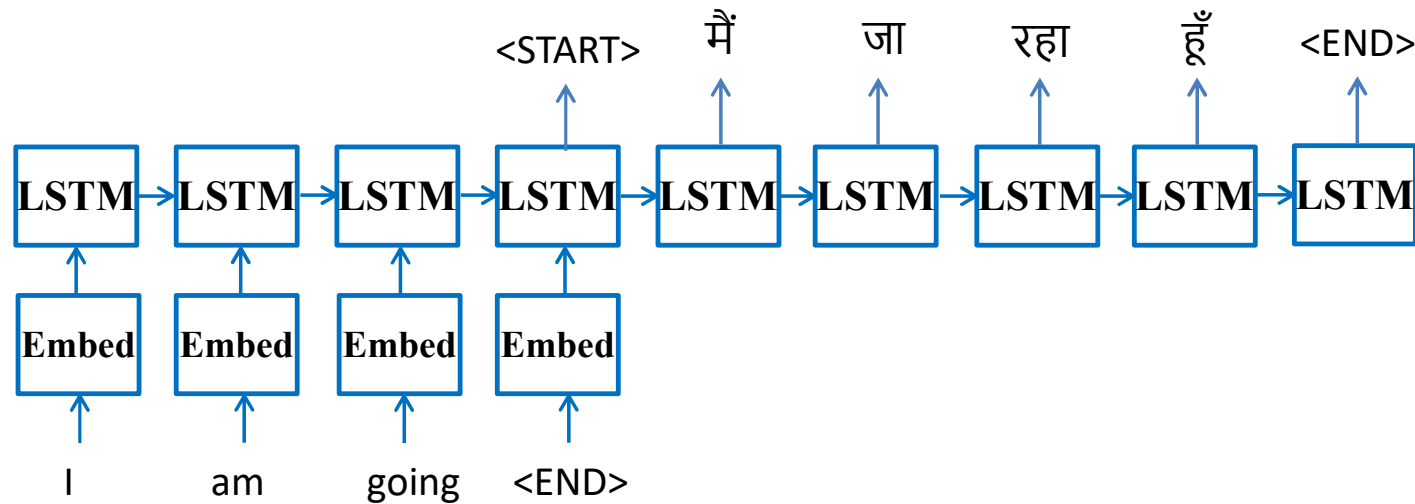 <START> मैं जा रहा हूँ <END>
LSTM LSTM LSTM LSTM LSTM LSTM LSTM LSTM LSTM
Embed Embed Embed Embed
I am going <END>